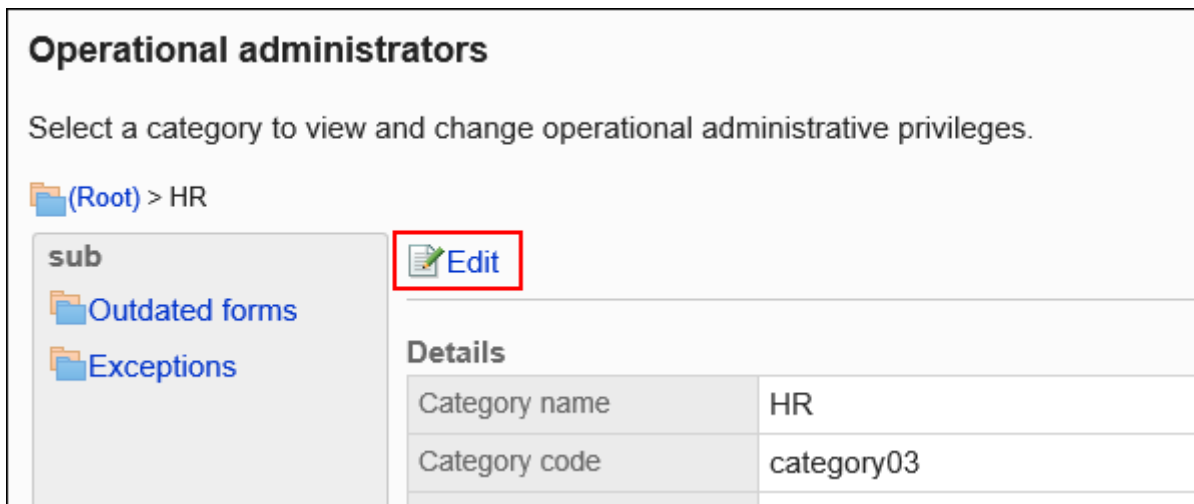 Operational administrators
Select a category to view and change operational administrative privileges.
(Root) > HR
sub
Outdated forms
Exceptions
Edit
Details
Category name HR
Category code category03